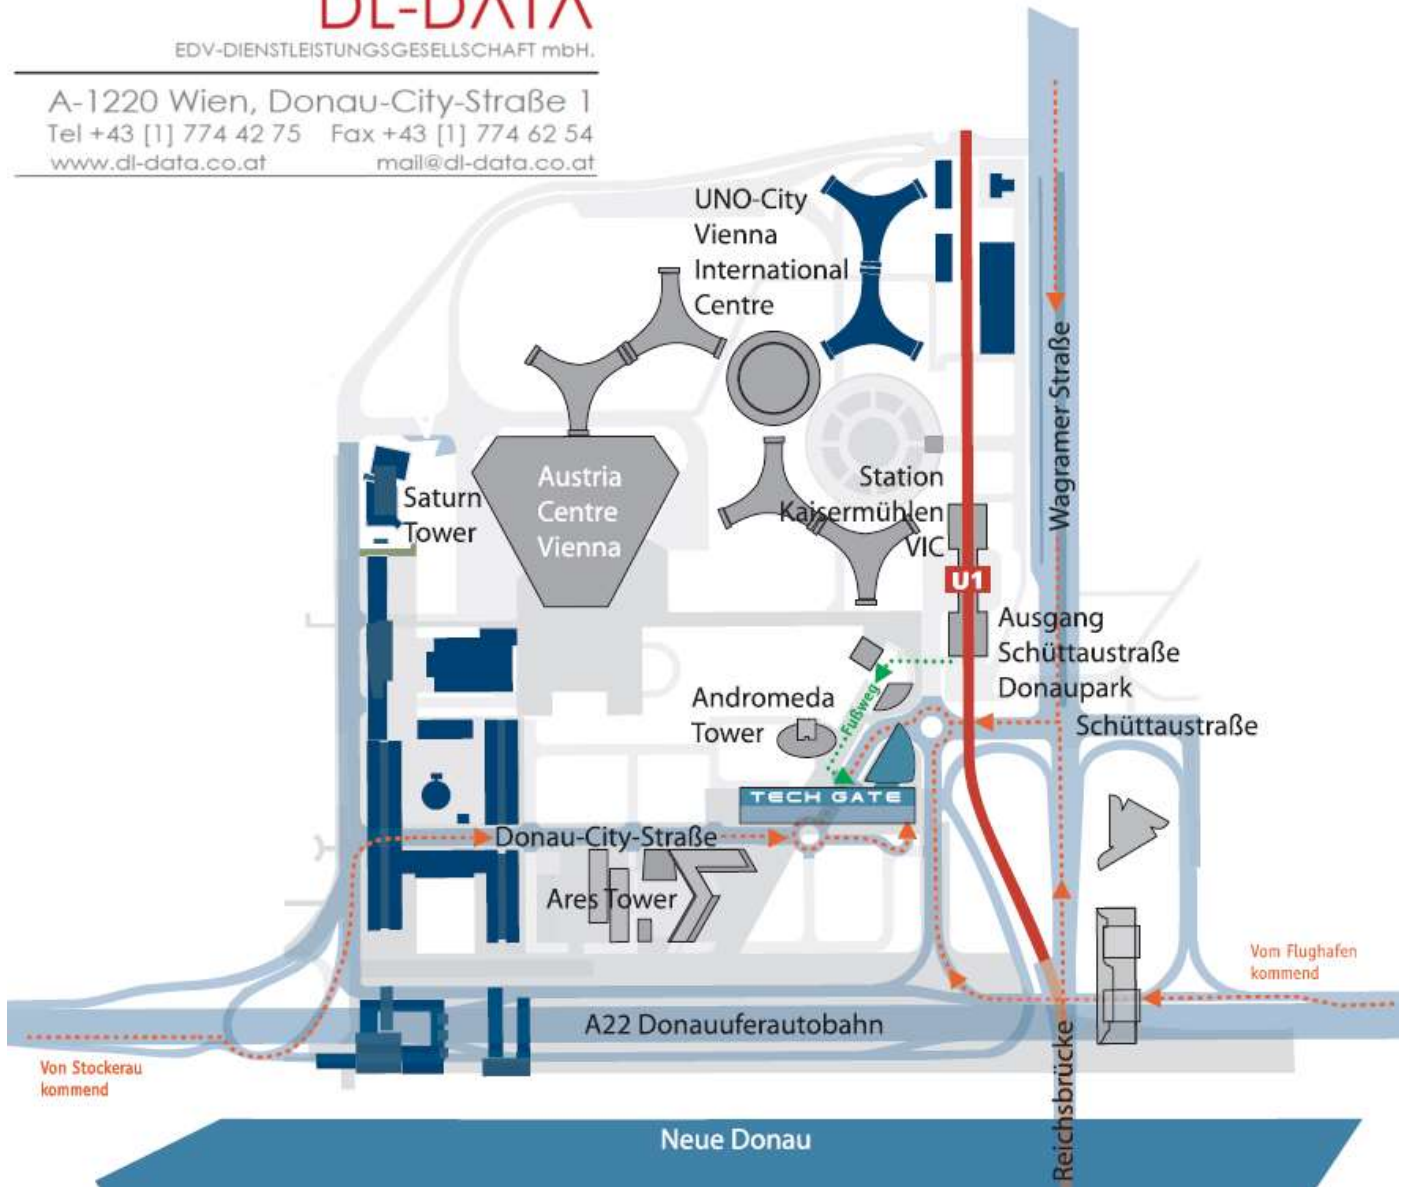 DL-DATA
EDV-DIENSTLEISTUNGSGESELLSCHAFT mbH.
A-1220 Wien, Donau-City-Straße 1
Tel +43 [1] 774 42 75 Fax +43 [1] 774 62 54
www.dl-data.co.at mail@dl-data.co.at
UNO-City
Vienna
International
Centre
Wagramer Straße
Austria
Centre
Vienna
Saturn
Tower
Station
Kaisermühlen
VIC
U1
Ausgang
Schüttaustraße
Donaupark
Schüttaustraße
Andromeda
Tower
Fußweg
TECH GATE
Donau-City-Straße
Ares Tower
Vom Flughafen
kommend
A22 Donauuferautobahn
Von Stockerau
kommend
Reichsbrücke
Neue Donau